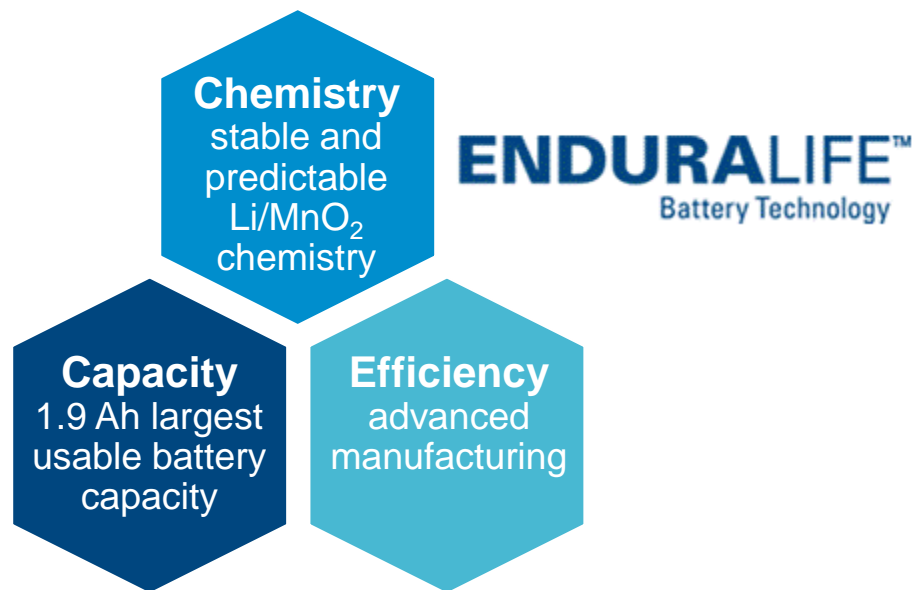 Chemistry
stable and
predictable
Li/MnO₂
chemistry
ENDURALIFE™
Battery Technology
Capacity
1.9 Ah largest
usable battery
capacity
Efficiency
advanced
manufacturing